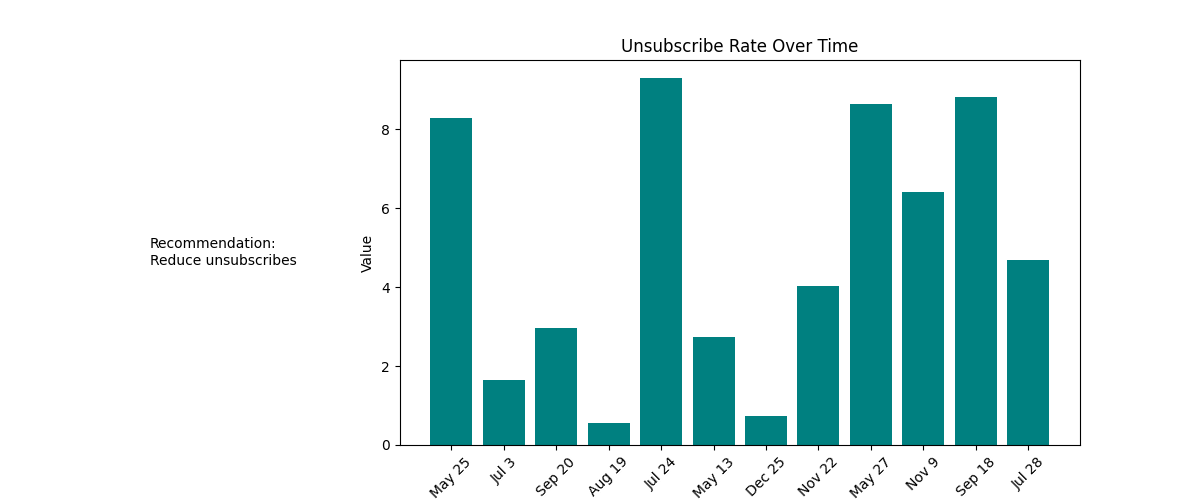 Unsubscribe Rate Over Time
Recommendation:
Reduce unsubscribes
Value
8
6
4
2
0
May 25
Jul 3
Sep 20
Aug 19
Jul 24
May 13
Dec 25
Nov 22
May 27
Nov 9
Sep 18
Jul 28